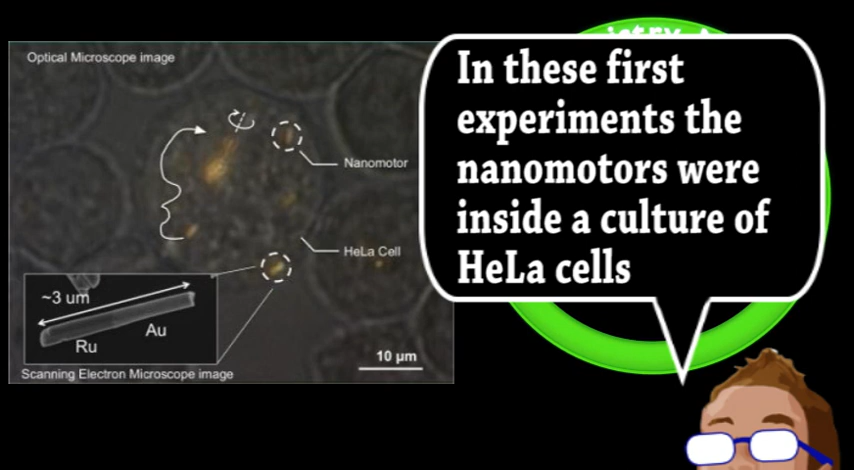 Optical Microscope image
Nanomotor
HeLa Cell
~3 um
Au
Ru
10 μm
Scanning Electron Microscope image
In these first
experiments the
nanomotors were
inside a culture of
HeLa cells